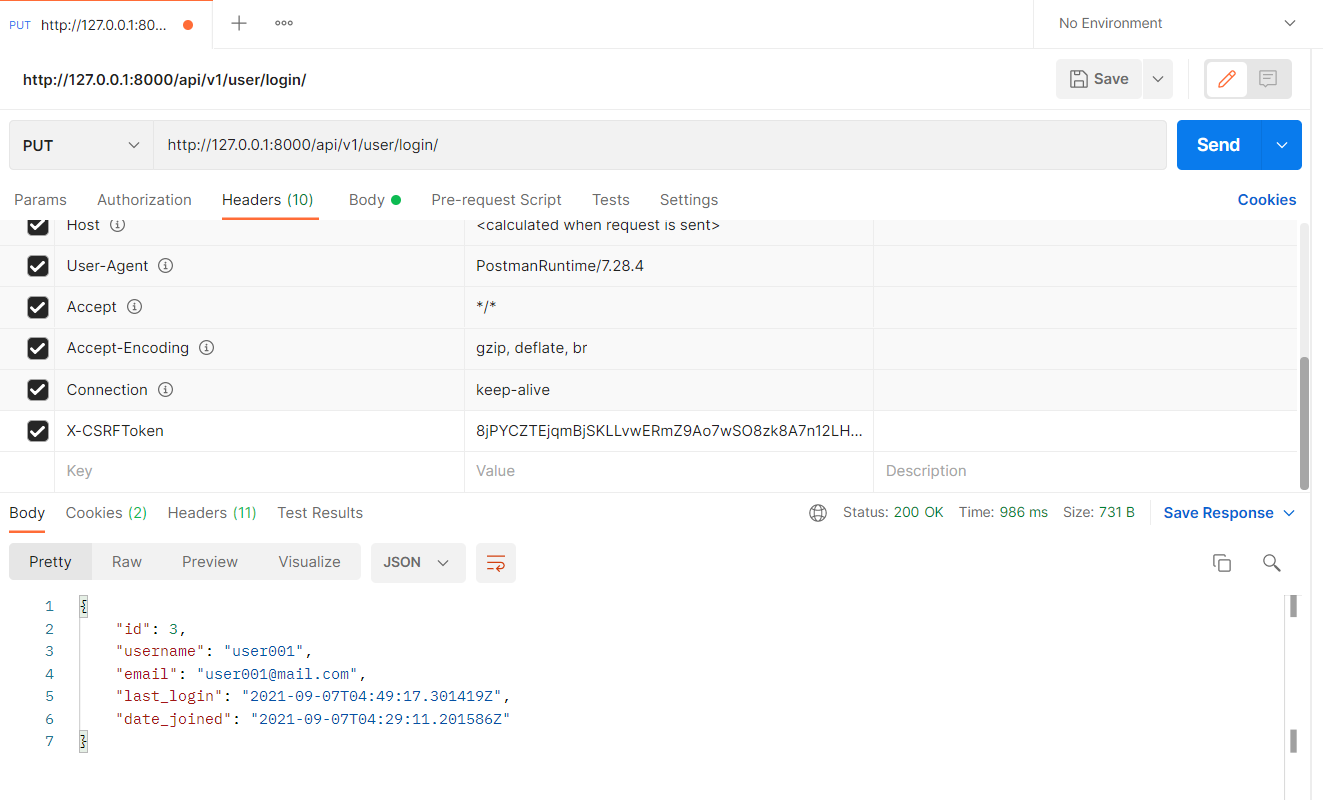 PUT http://127.0.0.1:80...
No Environment
http://127.0.0.1:8000/api/v1/user/login/
Save
PUT http://127.0.0.1:8000/api/v1/user/login/
Send
Params Authorization Headers (10) Body Pre-request Script Tests Settings Cookies
Host <calculated when request is sent>
User-Agent PostmanRuntime/7.28.4
Accept */*
Accept-Encoding gzip, deflate, br
Connection keep-alive
X-CSRFToken 8jPYCZTEjqmBjSKLLvwERmZ9Ao7wSO8zk8A7n12LH...
Key Value Description
Body Cookies (2) Headers (11) Test Results Status: 200 OK Time: 986 ms Size: 731 B Save Response
Pretty Raw Preview Visualize JSON
1 {
2 "id": 3,
3 "username": "user001",
4 "email": "user001@mail.com",
5 "last_login": "2021-09-07T04:49:17.301419Z",
6 "date_joined": "2021-09-07T04:29:11.201586Z"
7 }